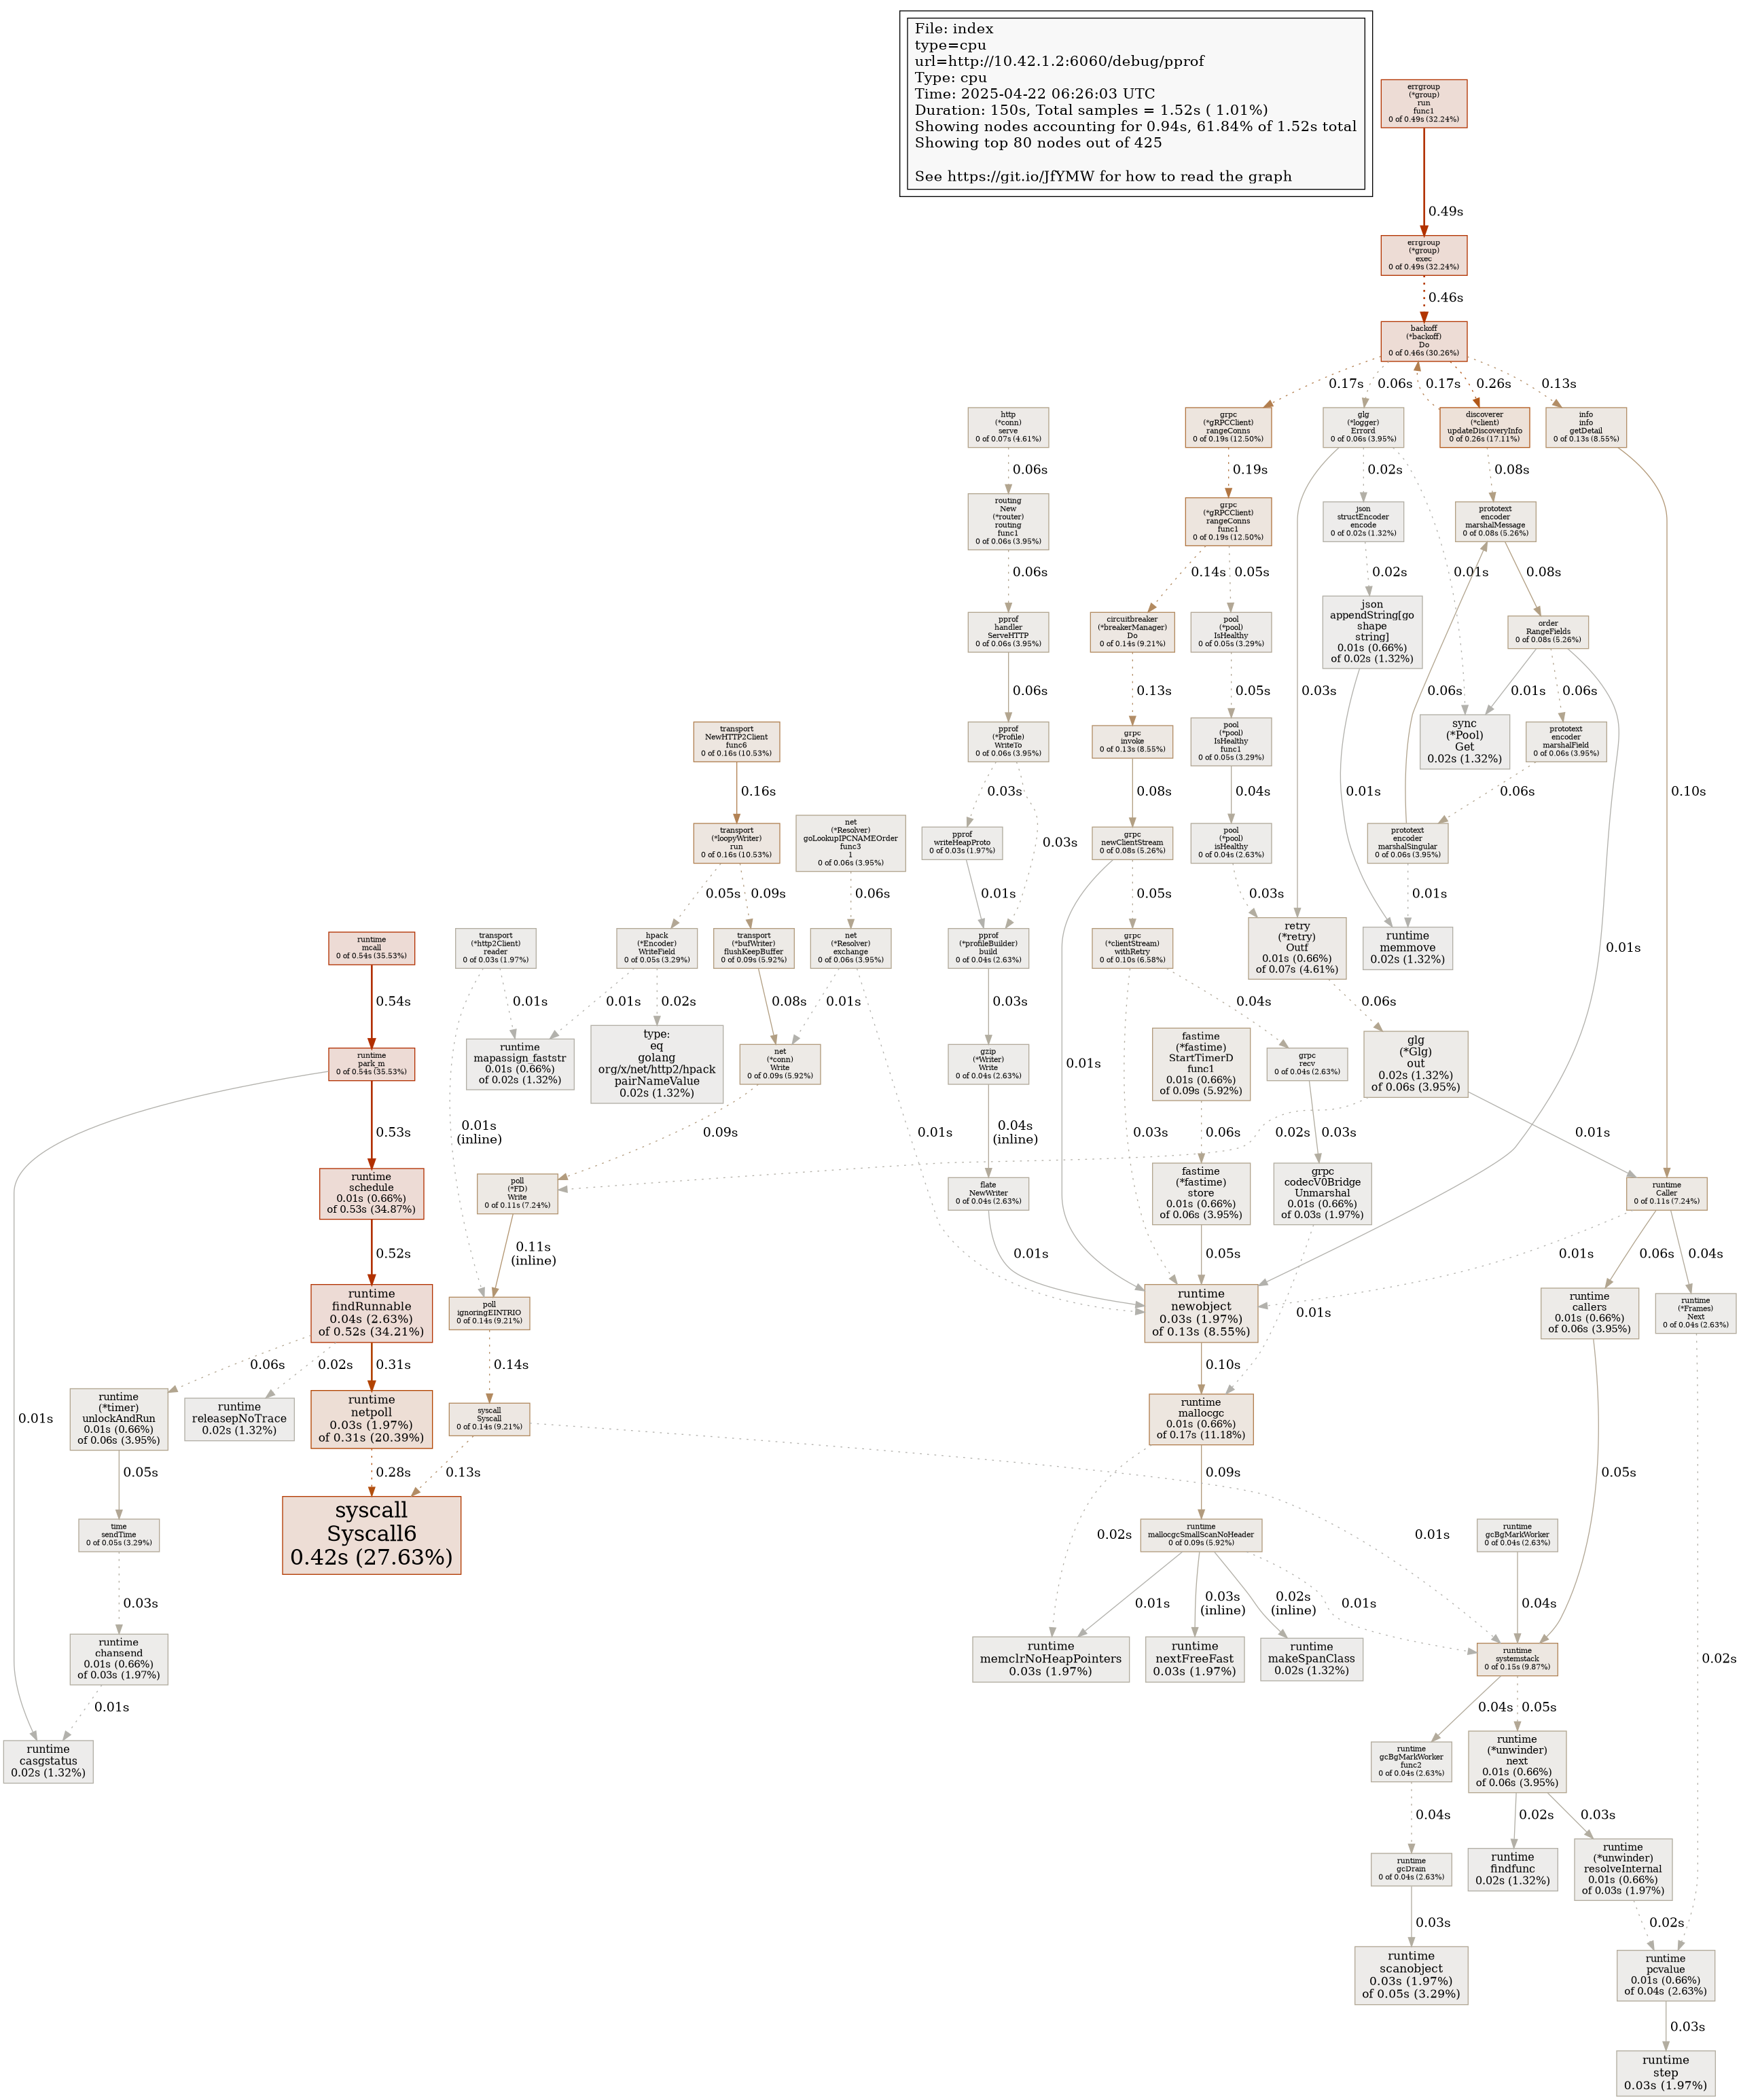 File: index
type=cpu
url=http://10.42.1.2:6060/debug/pprof
Type: cpu
Time: 2025-04-22 06:26:03 UTC
Duration: 150s, Total samples = 1.52s ( 1.01%)
Showing nodes accounting for 0.94s, 61.84% of 1.52s total
Showing top 80 nodes out of 425
See https://git.io/JfYMW for how to read the graph
errgroup
(*group)
run
func1
0 of 0.49s (32.24%)
0.49s
errgroup
(*group)
exec
0 of 0.49s (32.24%)
0.46s
backoff
(*backoff)
Do
0 of 0.46s (30.26%)
0.17s
0.06s
0.17s
0.26s
0.13s
http
(*conn)
serve
0 of 0.07s (4.61%)
grpc
(*gRPCClient)
rangeConns
0 of 0.19s (12.50%)
glg
(*logger)
Errord
0 of 0.06s (3.95%)
discoverer
(*client)
updateDiscoveryInfo
0 of 0.26s (17.11%)
info
info
getDetail
0 of 0.13s (8.55%)
0.06s
0.19s
0.02s
0.08s
routing
New
(*router)
routing
func1
0 of 0.06s (3.95%)
grpc
(*gRPCClient)
rangeConns
func1
0 of 0.19s (12.50%)
json
structEncoder
encode
0 of 0.02s (1.32%)
prototext
encoder
marshalMessage
0 of 0.08s (5.26%)
0.06s
0.14s
0.05s
0.02s
0.01s
0.08s
pprof
handler
ServeHTTP
0 of 0.06s (3.95%)
circuitbreaker
(*breakerManager)
Do
0 of 0.14s (9.21%)
pool
(*pool)
IsHealthy
0 of 0.05s (3.29%)
json
appendString[go
shape
string]
0.01s (0.66%)
of 0.02s (1.32%)
order
RangeFields
0 of 0.08s (5.26%)
0.06s
0.13s
0.05s
0.03s
0.06s
0.01s
0.06s
transport
NewHTTP2Client
func6
0 of 0.16s (10.53%)
pprof
(*Profile)
WriteTo
0 of 0.06s (3.95%)
grpc
invoke
0 of 0.13s (8.55%)
pool
(*pool)
IsHealthy
func1
0 of 0.05s (3.29%)
sync
(*Pool)
Get
0.02s (1.32%)
prototext
encoder
marshalField
0 of 0.06s (3.95%)
0.16s
0.03s
0.03s
0.08s
0.04s
0.01s
0.06s
0.10s
transport
(*loopyWriter)
run
0 of 0.16s (10.53%)
net
(*Resolver)
goLookupIPCNAMEOrder
func3
1
0 of 0.06s (3.95%)
pprof
writeHeapProto
0 of 0.03s (1.97%)
grpc
newClientStream
0 of 0.08s (5.26%)
pool
(*pool)
isHealthy
0 of 0.04s (2.63%)
prototext
encoder
marshalSingular
0 of 0.06s (3.95%)
0.05s
0.09s
0.06s
0.01s
0.05s
0.03s
0.01s
0.01s
runtime
mcall
0 of 0.54s (35.53%)
transport
(*http2Client)
reader
0 of 0.03s (1.97%)
hpack
(*Encoder)
WriteField
0 of 0.05s (3.29%)
transport
(*bufWriter)
flushKeepBuffer
0 of 0.09s (5.92%)
net
(*Resolver)
exchange
0 of 0.06s (3.95%)
pprof
(*profileBuilder)
build
0 of 0.04s (2.63%)
grpc
(*clientStream)
withRetry
0 of 0.10s (6.58%)
retry
(*retry)
Outf
0.01s (0.66%)
of 0.07s (4.61%)
runtime
memmove
0.02s (1.32%)
0.54s
0.01s
0.01s
0.02s
0.08s
0.01s
0.03s
0.04s
0.06s
runtime
park_m
0 of 0.54s (35.53%)
runtime
mapassign_faststr
0.01s (0.66%)
of 0.02s (1.32%)
type:
eq
golang
org/x/net/http2/hpack
pairNameValue
0.02s (1.32%)
net
(*conn)
Write
0 of 0.09s (5.92%)
gzip
(*Writer)
Write
0 of 0.04s (2.63%)
0.01s
fastime
(*fastime)
StartTimerD
func1
0.01s (0.66%)
of 0.09s (5.92%)
grpc
recv
0 of 0.04s (2.63%)
glg
(*Glg)
out
0.02s (1.32%)
of 0.06s (3.95%)
0.53s
0.01s
(inline)
0.09s
0.01s
0.04s
(inline)
0.03s
0.06s
0.02s
0.03s
0.01s
runtime
schedule
0.01s (0.66%)
of 0.53s (34.87%)
poll
(*FD)
Write
0 of 0.11s (7.24%)
flate
NewWriter
0 of 0.04s (2.63%)
fastime
(*fastime)
store
0.01s (0.66%)
of 0.06s (3.95%)
grpc
codecV0Bridge
Unmarshal
0.01s (0.66%)
of 0.03s (1.97%)
runtime
Caller
0 of 0.11s (7.24%)
0.52s
0.11s
(inline)
0.01s
0.05s
0.01s
0.01s
0.06s
0.04s
runtime
findRunnable
0.04s (2.63%)
of 0.52s (34.21%)
poll
ignoringEINTRIO
0 of 0.14s (9.21%)
runtime
newobject
0.03s (1.97%)
of 0.13s (8.55%)
runtime
callers
0.01s (0.66%)
of 0.06s (3.95%)
runtime
(*Frames)
Next
0 of 0.04s (2.63%)
0.06s
0.02s
0.31s
0.14s
0.10s
0.01s
runtime
(*timer)
unlockAndRun
0.01s (0.66%)
of 0.06s (3.95%)
runtime
releasepNoTrace
0.02s (1.32%)
runtime
netpoll
0.03s (1.97%)
of 0.31s (20.39%)
syscall
Syscall
0 of 0.14s (9.21%)
runtime
mallocgc
0.01s (0.66%)
of 0.17s (11.18%)
0.05s
0.28s
0.13s
0.09s
0.05s
time
sendTime
0 of 0.05s (3.29%)
syscall
Syscall6
0.42s (27.63%)
0.02s
runtime
mallocgcSmallScanNoHeader
0 of 0.09s (5.92%)
0.01s
runtime
gcBgMarkWorker
0 of 0.04s (2.63%)
0.03s
0.01s
0.03s
(inline)
0.02s
(inline)
0.01s
0.04s
runtime
chansend
0.01s (0.66%)
of 0.03s (1.97%)
runtime
memclrNoHeapPointers
0.03s (1.97%)
runtime
nextFreeFast
0.03s (1.97%)
runtime
makeSpanClass
0.02s (1.32%)
runtime
systemstack
0 of 0.15s (9.87%)
0.02s
0.01s
0.04s
0.05s
runtime
casgstatus
0.02s (1.32%)
runtime
gcBgMarkWorker
func2
0 of 0.04s (2.63%)
runtime
(*unwinder)
next
0.01s (0.66%)
of 0.06s (3.95%)
0.04s
0.02s
0.03s
runtime
gcDrain
0 of 0.04s (2.63%)
runtime
findfunc
0.02s (1.32%)
runtime
(*unwinder)
resolveInternal
0.01s (0.66%)
of 0.03s (1.97%)
0.03s
0.02s
runtime
scanobject
0.03s (1.97%)
of 0.05s (3.29%)
runtime
pcvalue
0.01s (0.66%)
of 0.04s (2.63%)
0.03s
runtime
step
0.03s (1.97%)